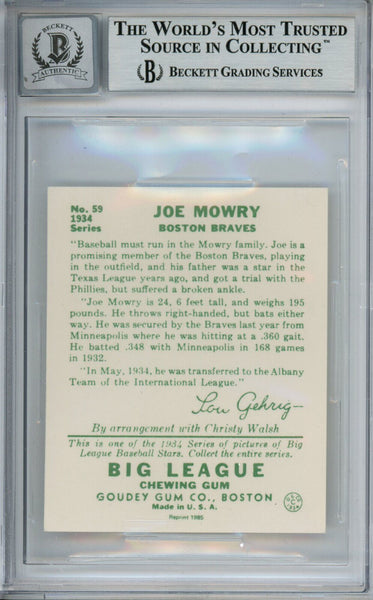 BECKETT
AUTHENTIC
THE WORLD'S MOST TRUSTED
SOURCE IN COLLECTING™
B BECKETT GRADING SERVICES
No. 59
1934
Series
JOE MOWRY
BOSTON BRAVES
"Baseball must run in the Mowry family. Joe is a
promising member of the Boston Braves, playing
in the outfield, and his father was a star in the
Texas League years ago, and got a trial with the
Phillies, but suffered a broken ankle.
"Joe Mowry is 24, 6 feet tall, and weighs 195
pounds. He throws right-handed, but bats either
way. He was secured by the Braves last year from
Minneapolis where he was hitting at a .360 gait.
He batted .348 with Minneapolis in 168 games
in 1932.
"In May, 1934, he was transferred to the Albany
Team of the International League."
Lou Gehrig
By arrangement with Christy Walsh
This is one of the 1934 Series of pictures of Big
League Baseball Stars. Collect the entire series.
BIG LEAGUE
CHEWING GUM
GOUDEY GUM CO., BOSTON
Made in U. S. A.
Reprint 1985